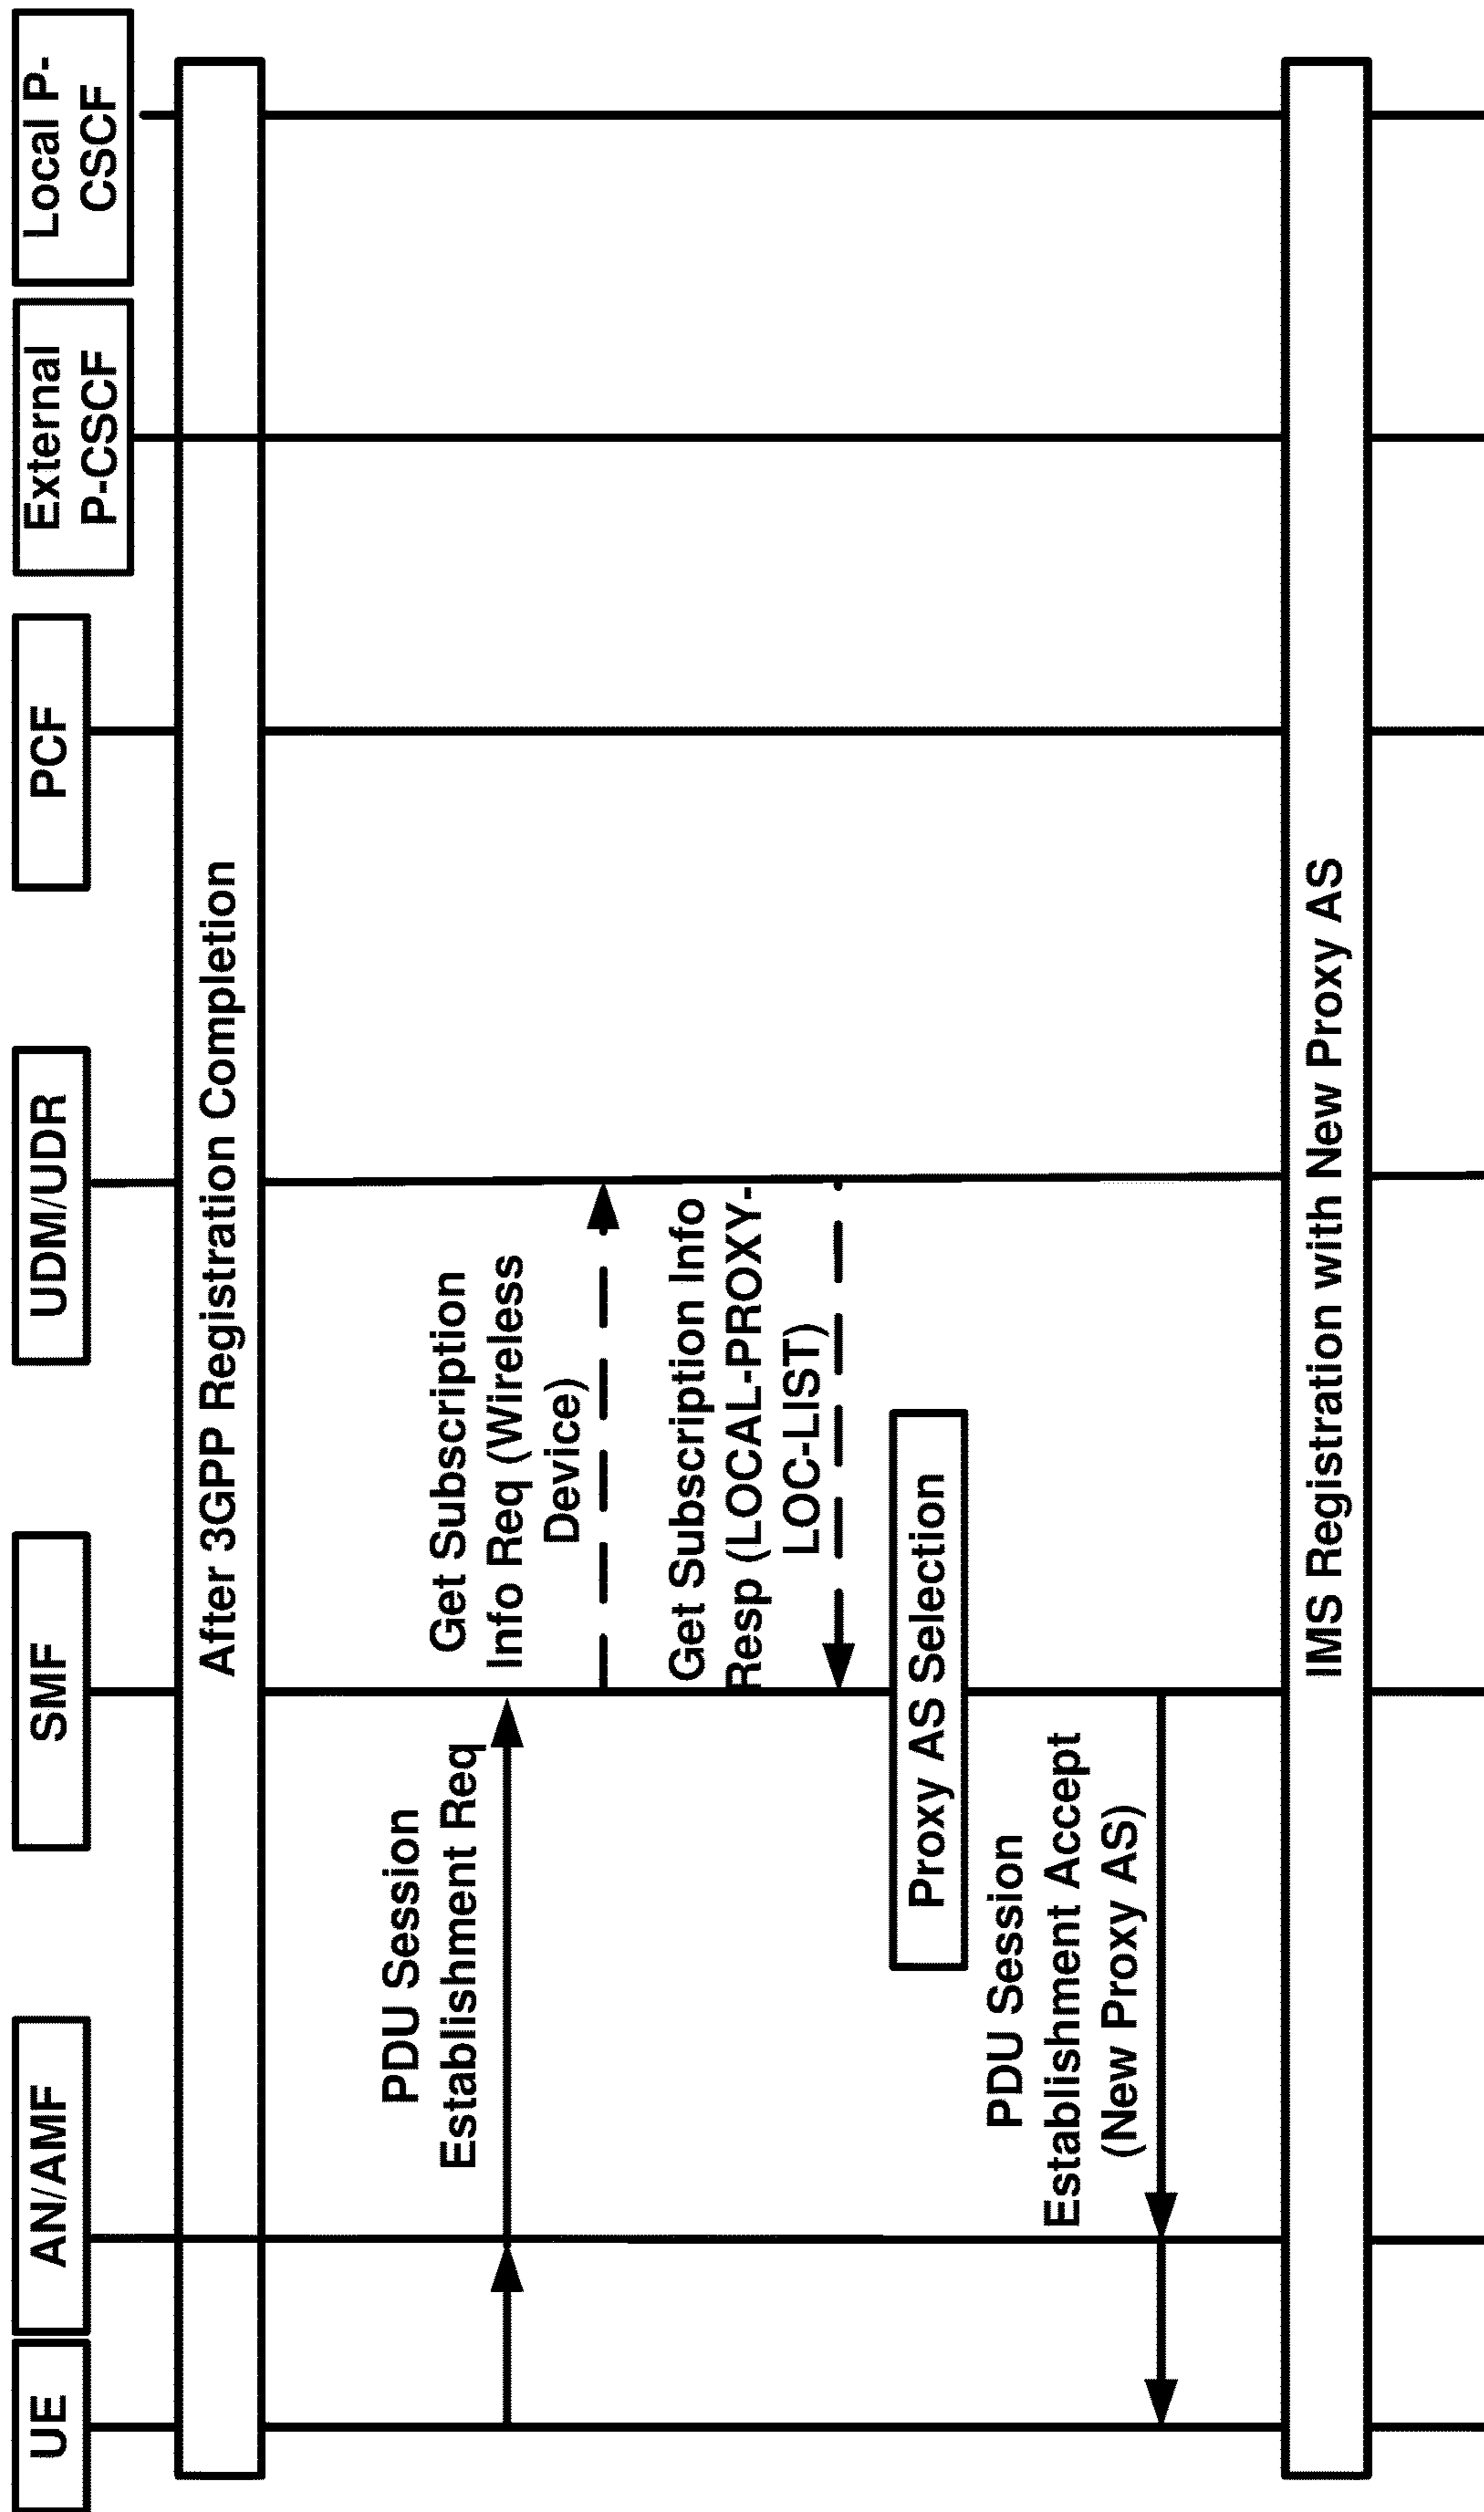 UE
AN/AMF
SMF
UDM/UDR
PCF
External
P-CSCF
Local P-
CSCF
After 3GPP Registration Completion
PDU Session
Establishment Req
Get Subscription
Info Req (Wireless
Device)
Get Subscription Info
Resp (LOCAL-PROXY-
LOC-LIST)
Proxy AS Selection
PDU Session
Establishment Accept
(New Proxy AS)
IMS Registration with New Proxy AS